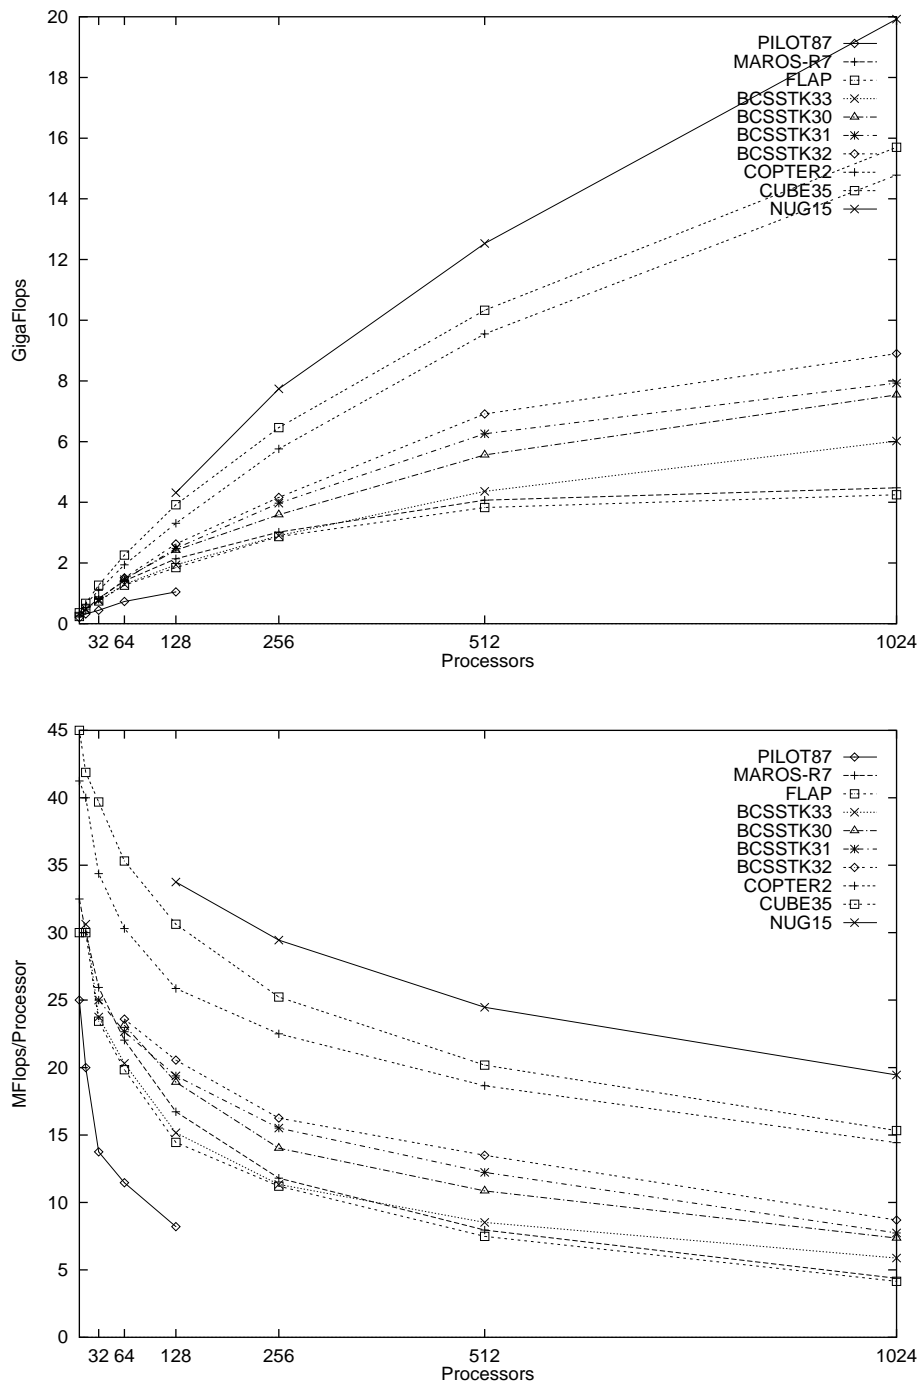 20
18
16
14
12
10
8
6
4
2
0
GigaFlops
PILOT87
MAROS-R7
FLAP
BCSSTK33
BCSSTK30
BCSSTK31
BCSSTK32
COPTER2
CUBE35
NUG15
32 64 128 256 512 1024
Processors
45
40
35
30
25
20
15
10
5
0
MFlops/Processor
PILOT87
MAROS-R7
FLAP
BCSSTK33
BCSSTK30
BCSSTK31
BCSSTK32
COPTER2
CUBE35
NUG15
32 64 128 256 512 1024
Processors